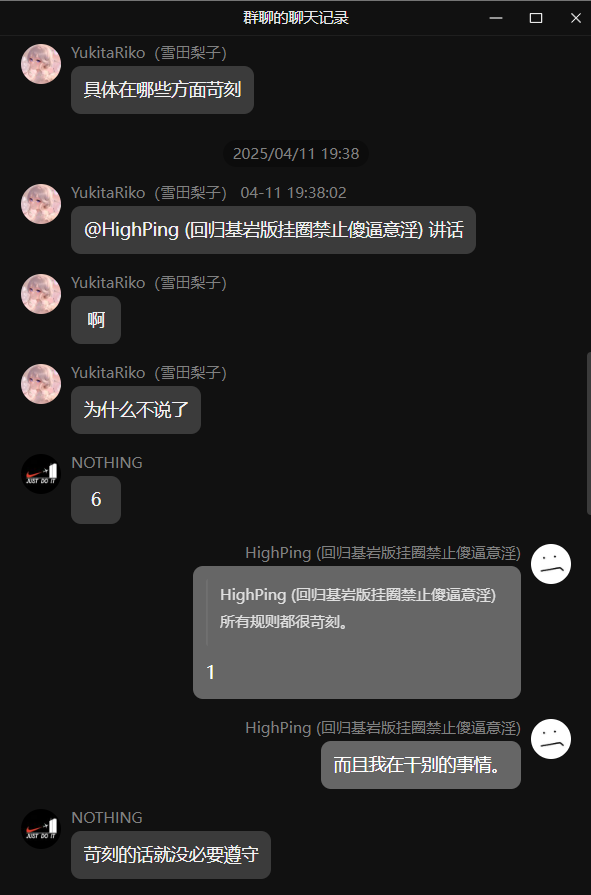 群聊的聊天记录
YukitaRiko（雪田梨子）
具体在哪些方面苛刻
2025/04/11 19:38
YukitaRiko（雪田梨子） 04-11 19:38:02
@HighPing (回归基岩版挂圈禁止傻逼意淫) 讲话
YukitaRiko（雪田梨子）
啊
YukitaRiko（雪田梨子）
为什么不说了
NOTHING
JUST DO IT
6
HighPing (回归基岩版挂圈禁止傻逼意淫)
HighPing (回归基岩版挂圈禁止傻逼意淫)
所有规则都很苛刻。
1
HighPing (回归基岩版挂圈禁止傻逼意淫)
而且我在干别的事情。
NOTHING
JUST DO IT
苛刻的话就没必要遵守